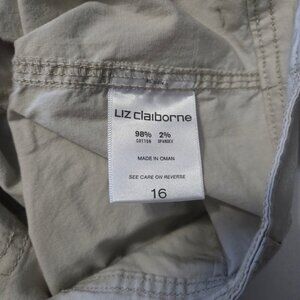 LIZ claiborne
98% 2%
COTTON SPANDEX
MADE IN OMAN
SEE CARE ON REVERSE
16